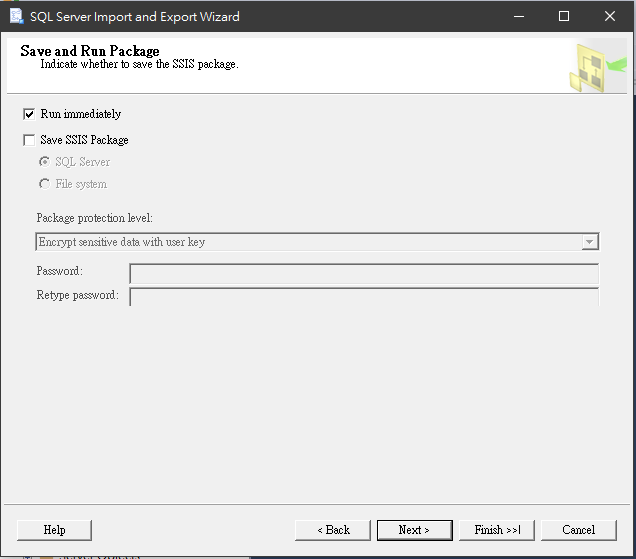 SQL Server Import and Export Wizard
Save and Run Package
Indicate whether to save the SSIS package.
Run immediately
Save SSIS Package
SQL Server
File system
Package protection level:
Encrypt sensitive data with user key
Password:
Retype password:
Help
< Back
Next >
Finish >>|
Cancel